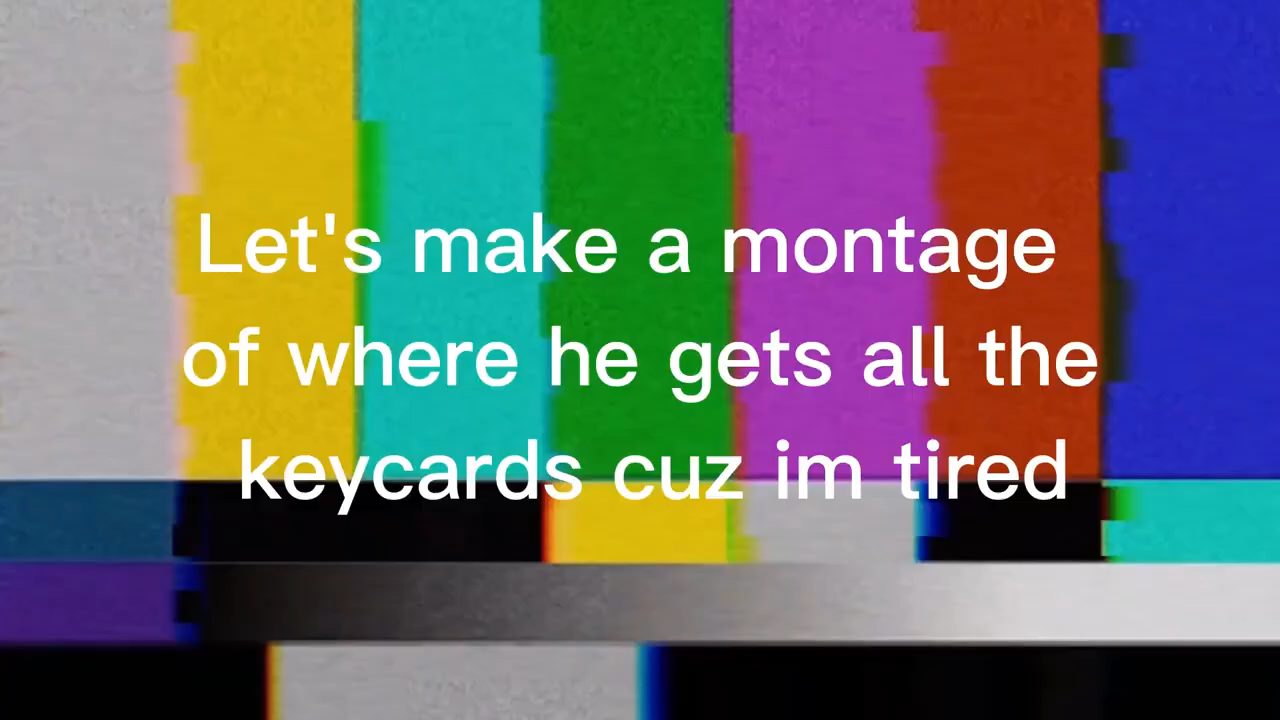 Let's make a montage
of where he gets all the
keycards cuz im tired